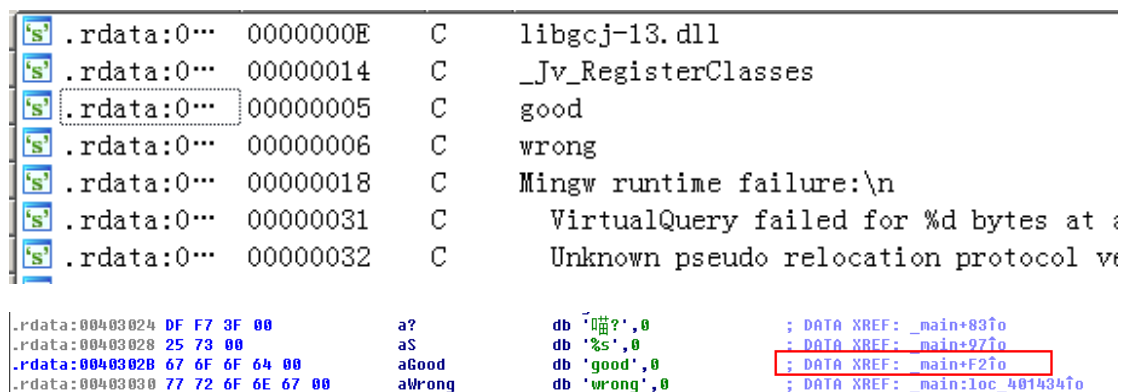 's' .rdata:0… 0000000E C libgcj-13.dll
's' .rdata:0… 00000014 C _Jv_RegisterClasses
's' .rdata:0… 00000005 C good
's' .rdata:0… 00000006 C wrong
's' .rdata:0… 00000018 C Mingw runtime failure:\n
's' .rdata:0… 00000031 C VirtualQuery failed for %d bytes at
's' .rdata:0… 00000032 C Unknown pseudo relocation protocol
.rdata:00403024 DF F7 3F 00 a? db '喵?',0 ; DATA XREF: _main+83↑o
.rdata:00403028 25 73 00 aS db '%s',0 ; DATA XREF: _main+97↑o
.rdata:0040302B 67 6F 6F 64 00 aGood db 'good',0 ; DATA XREF: _main+F2↑o
.rdata:00403030 77 72 6F 6E 67 00 aWrong db 'wrong',0 ; DATA XREF: _main:loc_401434↑o